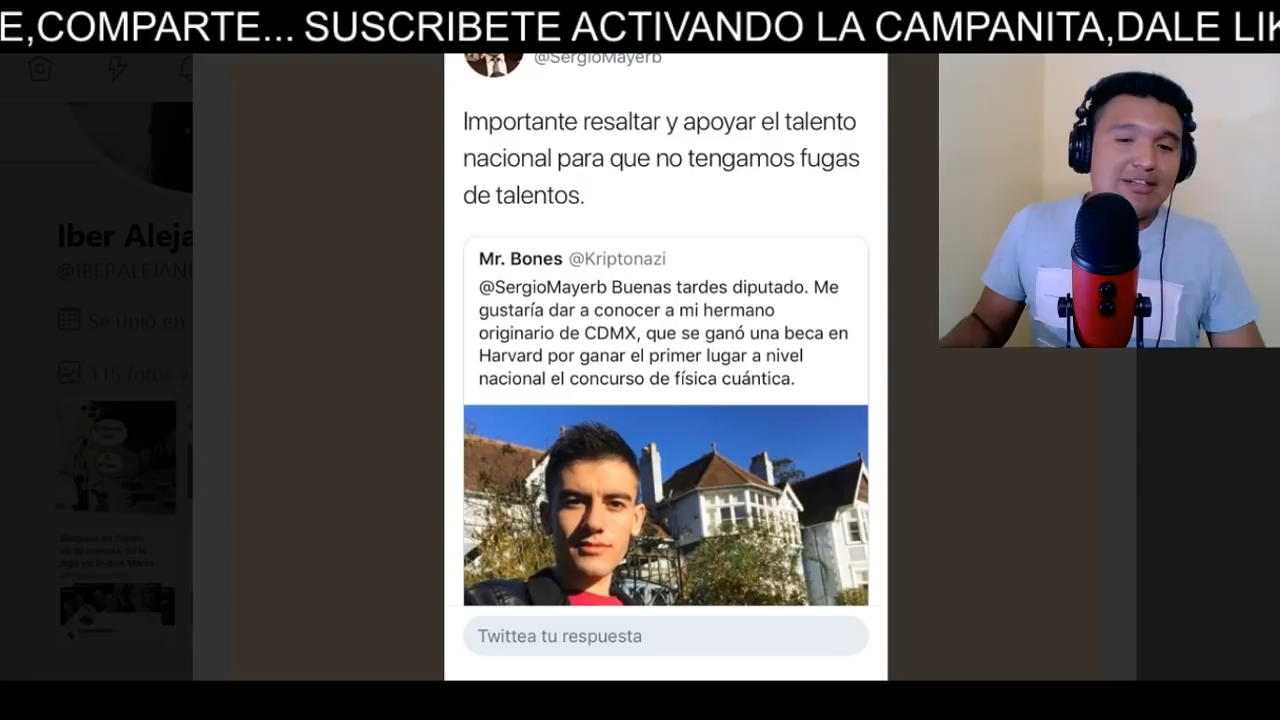 E,COMPARTE... SUSCRIBETE ACTIVANDO LA CAMPANITA,DALE LIK
@SergioMayerb
Importante resaltar y apoyar el talento
nacional para que no tengamos fugas
de talentos.
Mr. Bones @Kriptonazi
@SergioMayerb Buenas tardes diputado. Me
gustaría dar a conocer a mi hermano
originario de CDMX, que se ganó una beca en
Harvard por ganar el primer lugar a nivel
nacional el concurso de física cuántica.
Twittea tu respuesta
Iber Aleja
@IBERALEJANI
Se unió en
115 fotos y